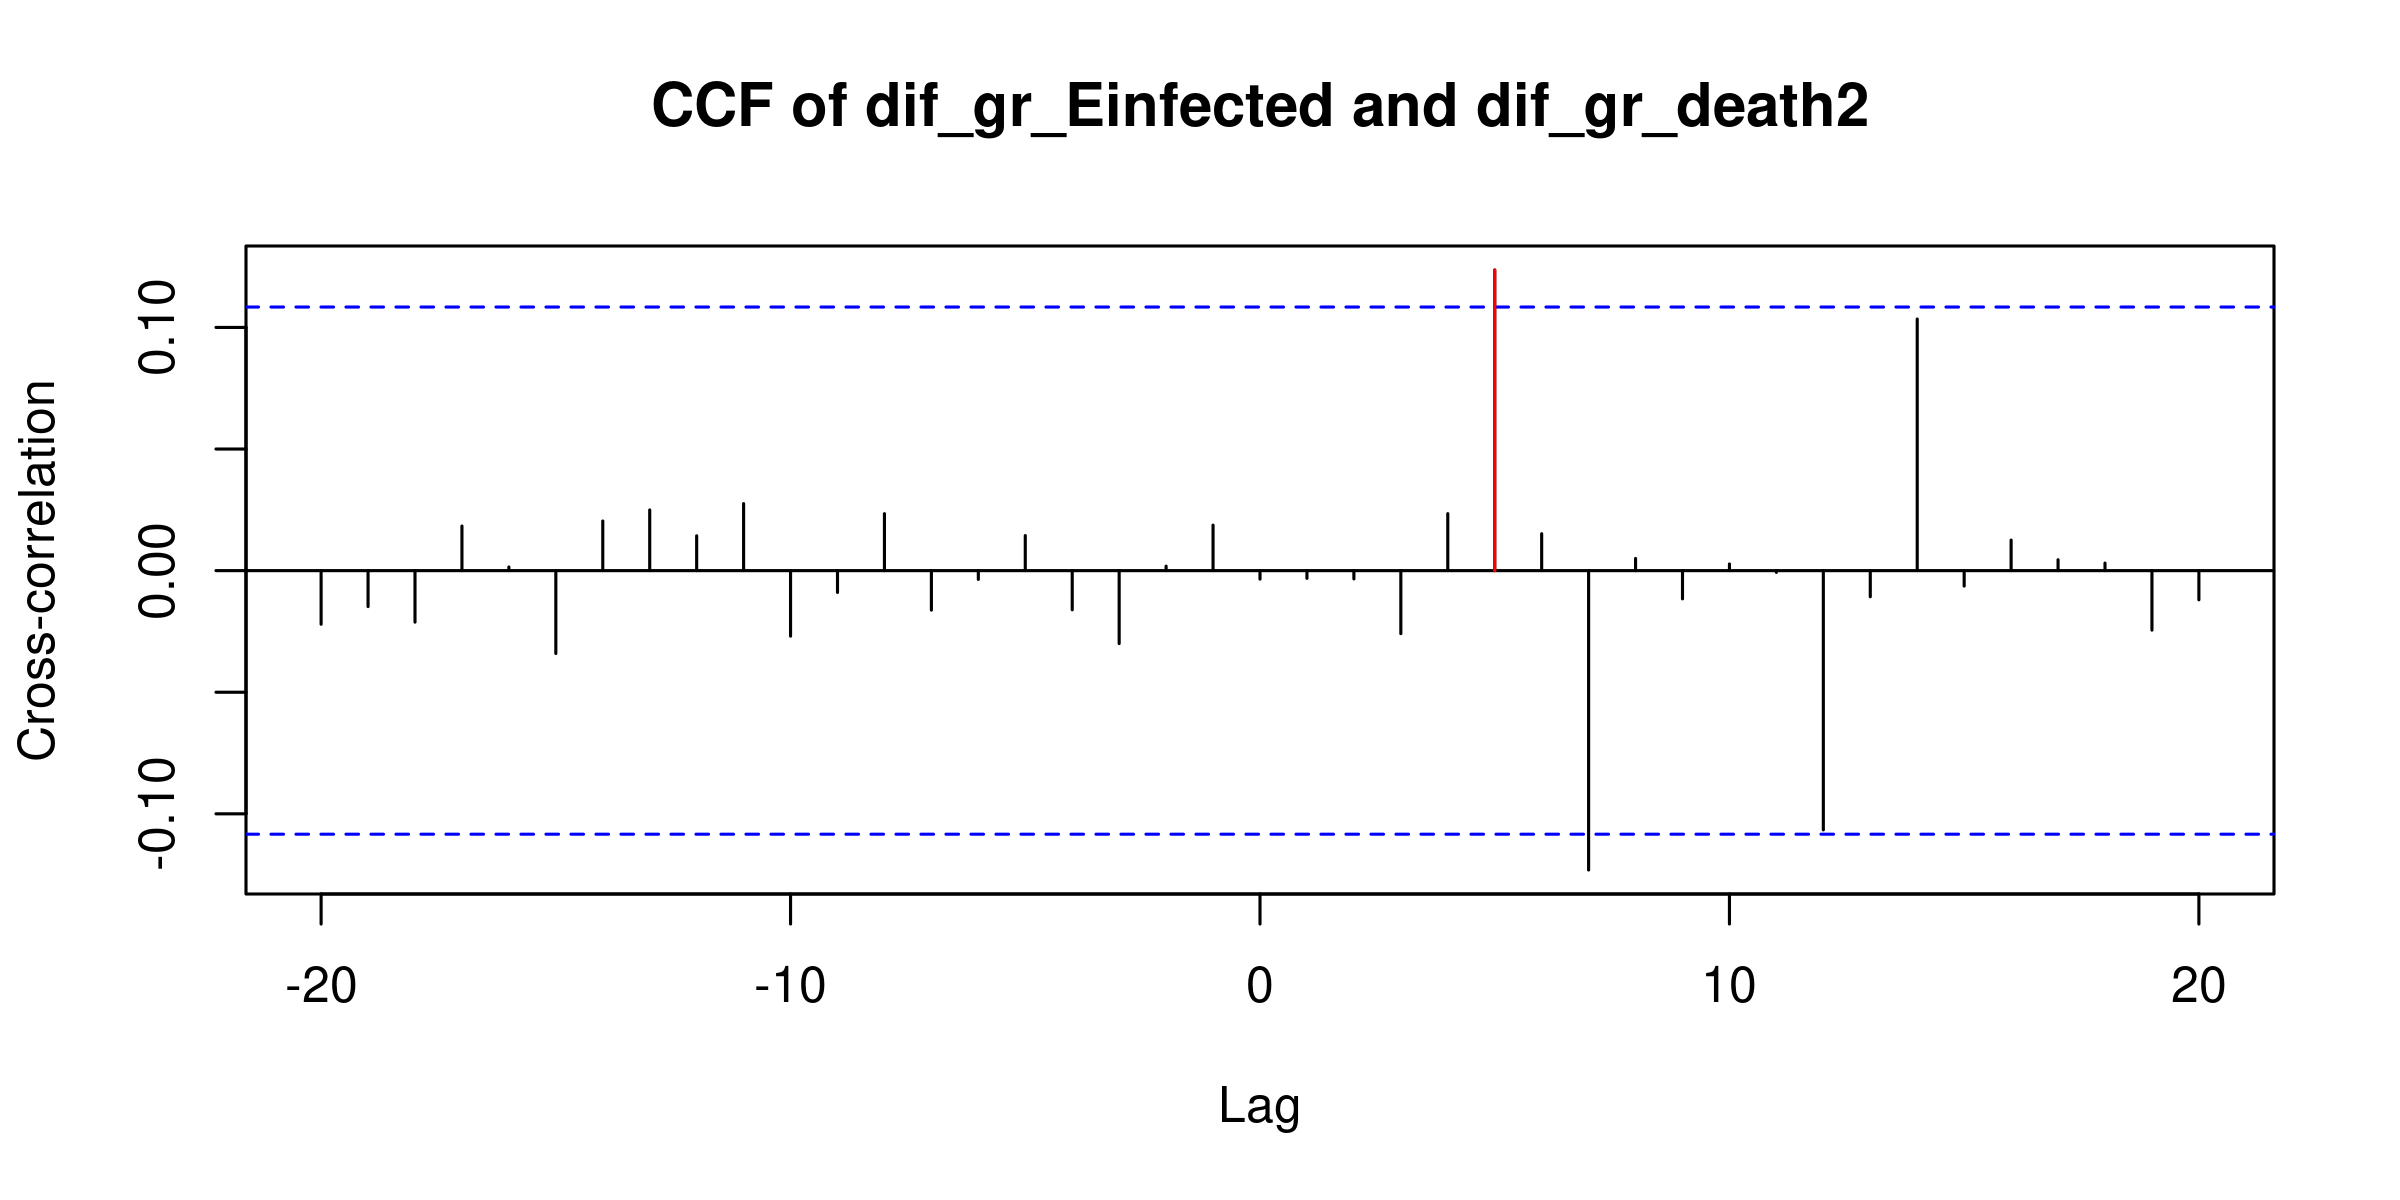 CCF of dif_gr_Einfected and dif_gr_death2
Cross-correlation
0.10
0.00
-0.10
-20 -10 0 10 20
Lag